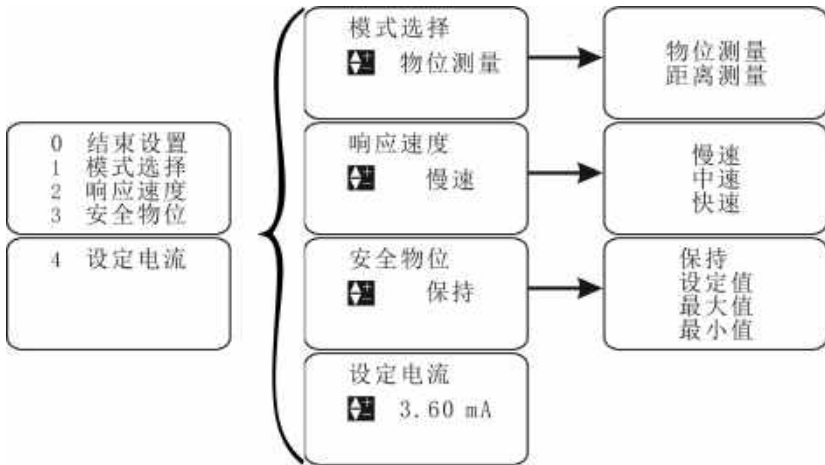 0 结束设置
1 模式选择
2 响应速度
3 安全物位
4 设定电流
模式选择
物位测量
物位测量
距离测量
响应速度
慢速
慢速
中速
快速
安全物位
保持
保持
设定值
最大值
最小值
设定电流
3.60 mA